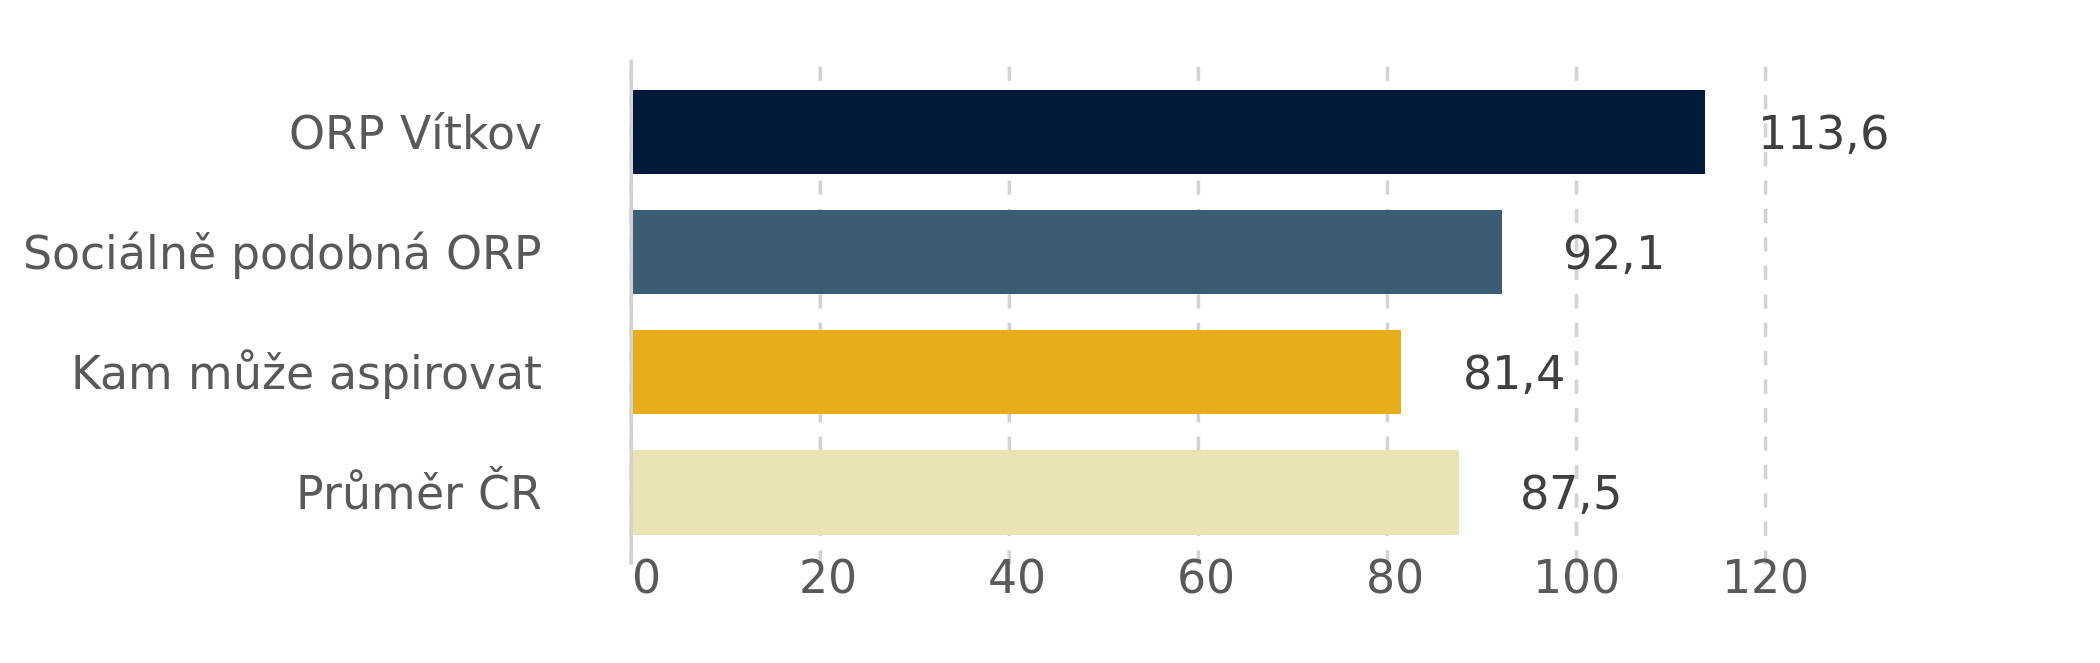 ORP Vítkov 113,6
Sociálně podobná ORP 92,1
Kam může aspirovat 81,4
Průměr ČR 87,5
0 20 40 60 80 100 120